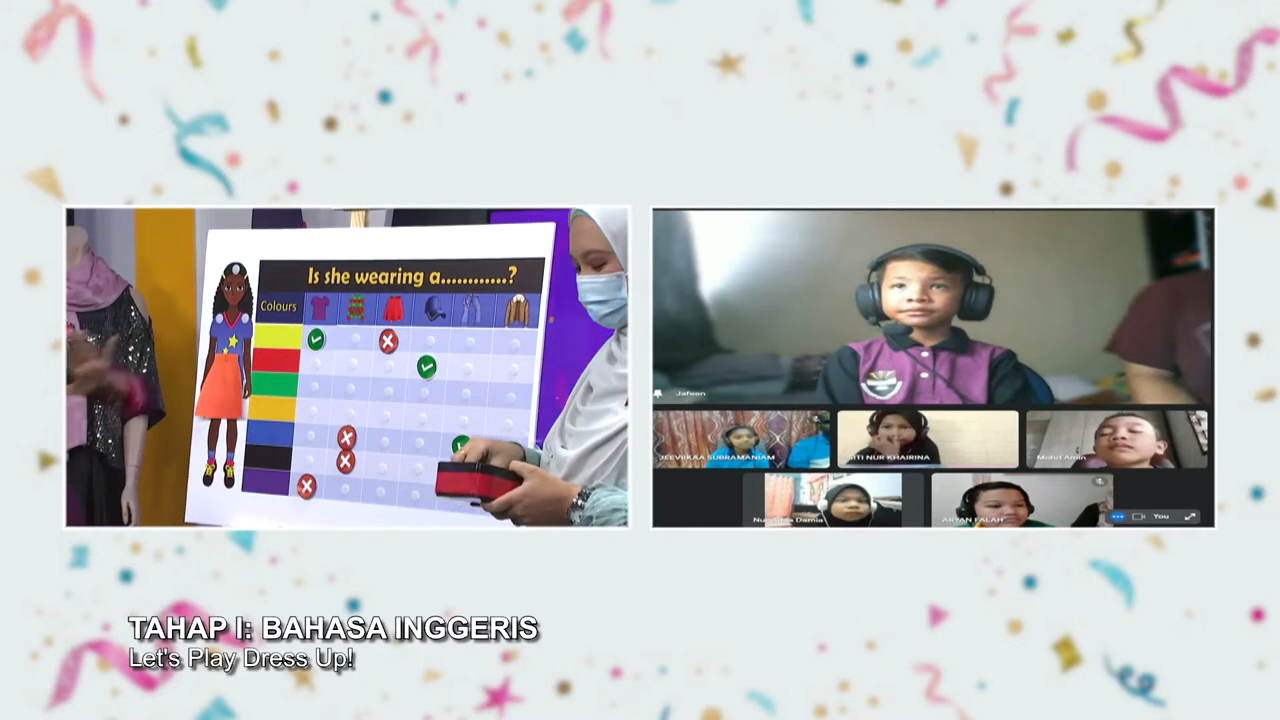 Is she wearing a............?
Colours
Jafeen
JEEVIKAA SUBRAMANIAM
SITI NUR KHAIRINA
Mohd Amin
Damia
ARYAN FALAH
You
TAHAP I: BAHASA INGGERIS
Let's Play Dress Up!